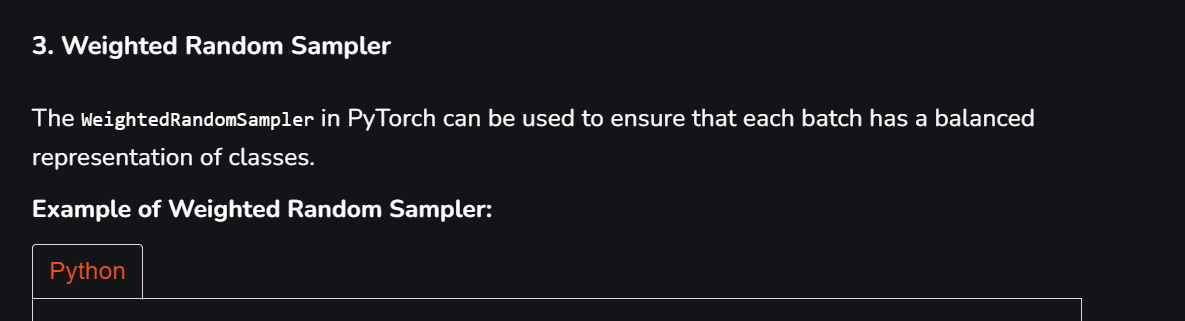 3. Weighted Random Sampler
The WeightedRandomSampler in PyTorch can be used to ensure that each batch has a balanced
representation of classes.
Example of Weighted Random Sampler:
Python